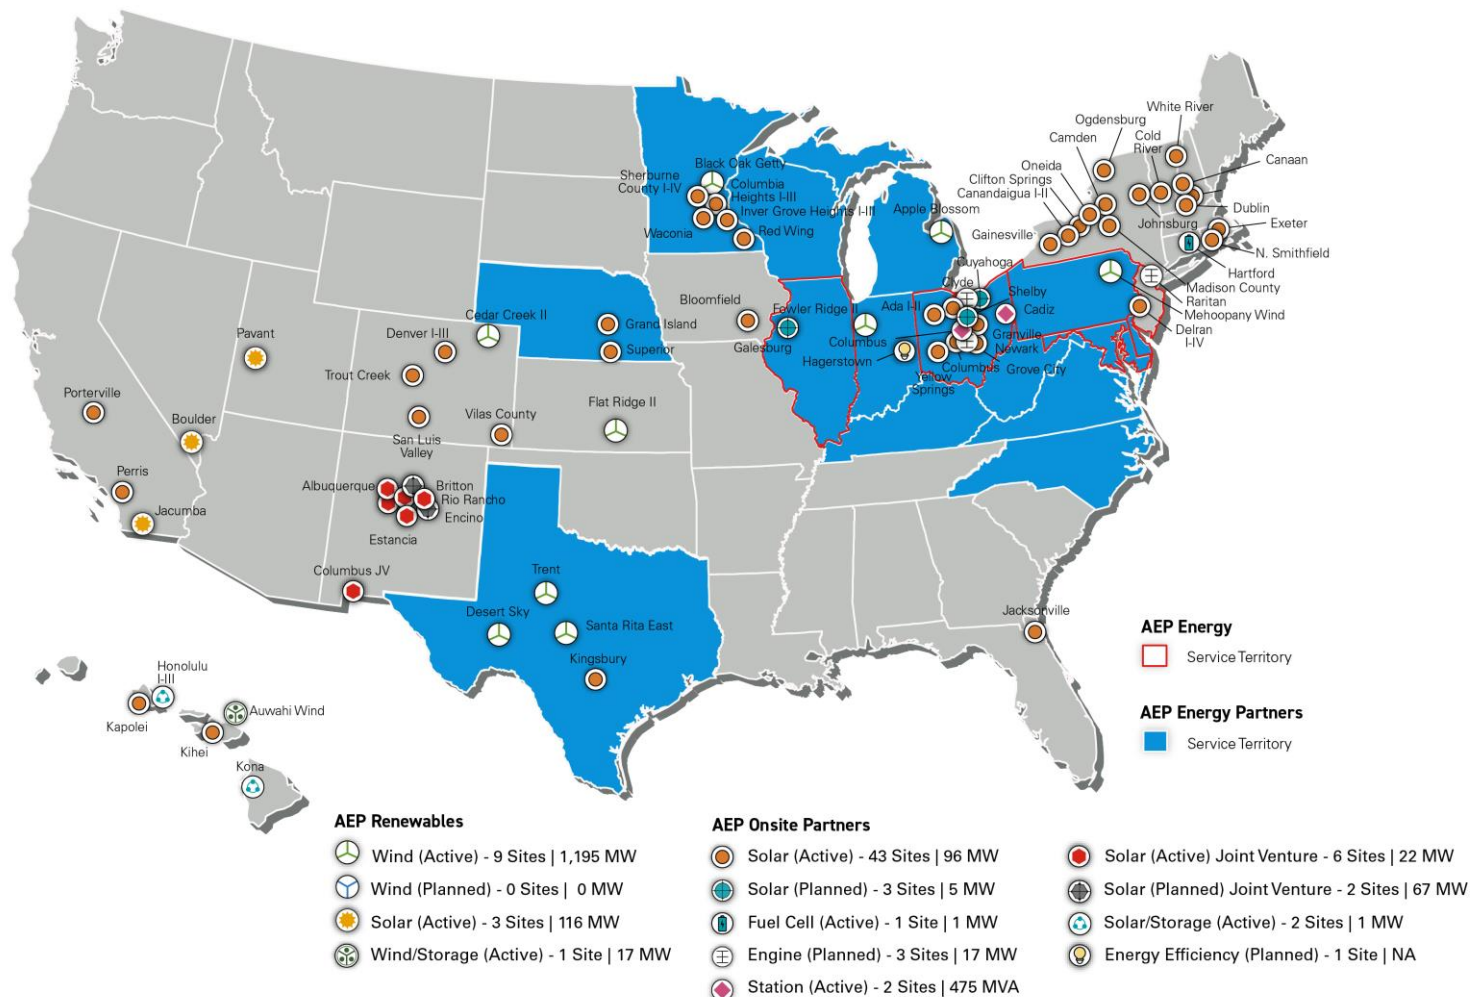 White River
Ogdensburg
Camden
Cold
River
Canaan
Oneida
Clifton Springs
Canandaigua I-II
Dublin
Johnsburg
Exeter
Gainesville
N. Smithfield
Hartford
Madison County
Raritan
Mehoopany Wind
Delran
I-IV
Black Oak Getty
Sherburne
County I-IV
Columbia
Heights I-III
Inver Grove Heights I-III
Waconia
Red Wing
Apple Blossom
Cuyahoga
Clyde
Shelby
Ada I-II
Cadiz
Bloomfield
Fowler Ridge II
Galesburg
Columbus
Granville
Newark
Hagerstown
Yellow
Springs
Columbus
Grove City
Cedar Creek II
Grand Island
Superior
Pavant
Denver I-III
Trout Creek
Porterville
Boulder
San Luis
Valley
Vilas County
Flat Ridge II
Perris
Jacumba
Albuquerque
Britton
Rio Rancho
Encino
Estancia
Columbus JV
Trent
Desert Sky
Santa Rita East
Kingsbury
Jacksonville
Honolulu
I-III
Kapolei
Auwahi Wind
Kihei
Kona
AEP Energy
Service Territory
AEP Energy Partners
Service Territory
AEP Renewables
Wind (Active) - 9 Sites | 1,195 MW
Wind (Planned) - 0 Sites | 0 MW
Solar (Active) - 3 Sites | 116 MW
Wind/Storage (Active) - 1 Site | 17 MW
AEP Onsite Partners
Solar (Active) - 43 Sites | 96 MW
Solar (Planned) - 3 Sites | 5 MW
Fuel Cell (Active) - 1 Site | 1 MW
Engine (Planned) - 3 Sites | 17 MW
Station (Active) - 2 Sites | 475 MVA
Solar (Active) Joint Venture - 6 Sites | 22 MW
Solar (Planned) Joint Venture - 2 Sites | 67 MW
Solar/Storage (Active) - 2 Sites | 1 MW
Energy Efficiency (Planned) - 1 Site | NA